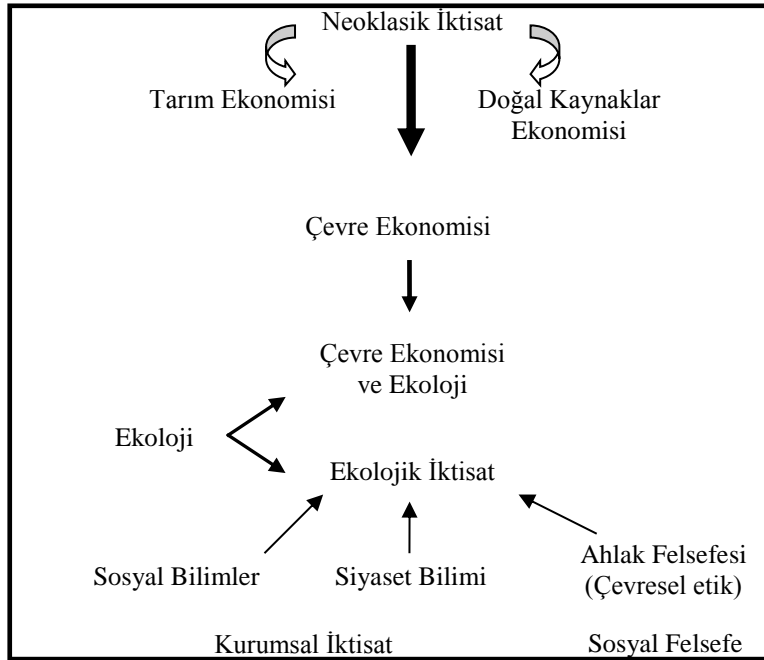 Neoklasik İktisat
Tarım Ekonomisi
Doğal Kaynaklar
Ekonomisi
Çevre Ekonomisi
Çevre Ekonomisi
ve Ekoloji
Ekoloji
Ekolojik İktisat
Sosyal Bilimler
Siyaset Bilimi
Ahlak Felsefesi
(Çevresel etik)
Kurumsal İktisat
Sosyal Felsefe